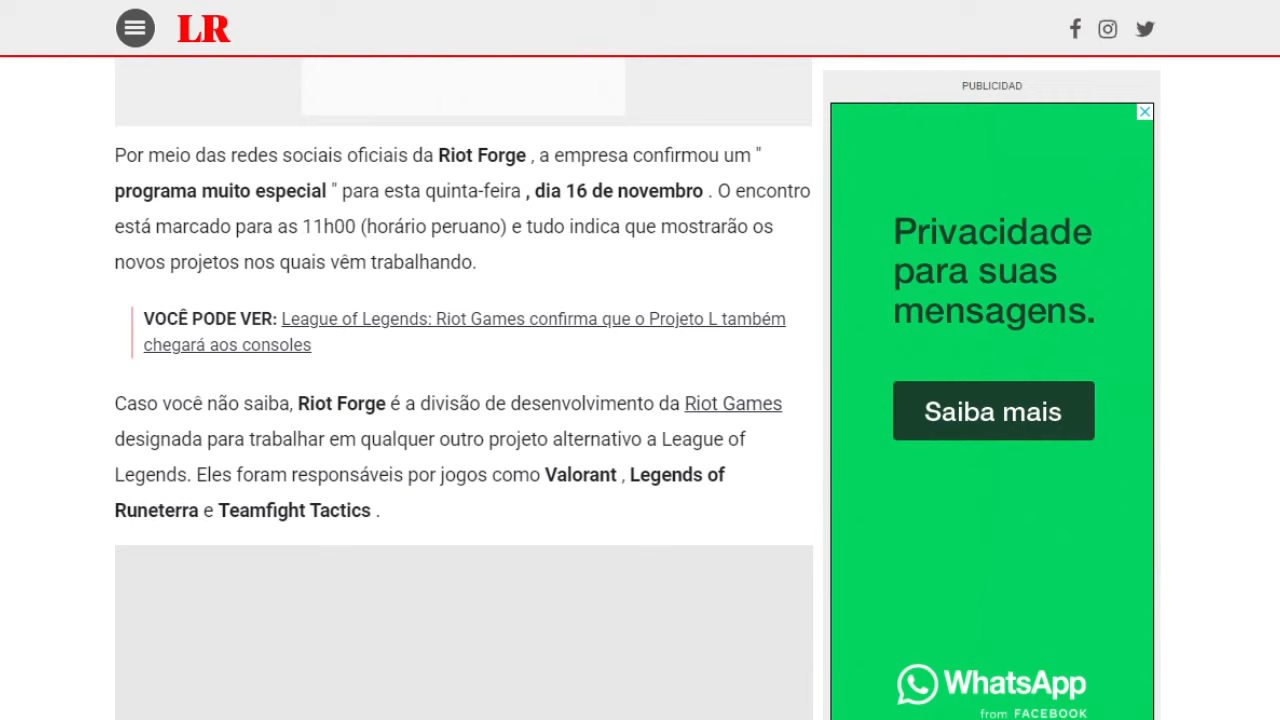 LR
PUBLICIDAD
Por meio das redes sociais oficiais da Riot Forge , a empresa confirmou um "
programa muito especial " para esta quinta-feira , dia 16 de novembro . O encontro
está marcado para as 11h00 (horário peruano) e tudo indica que mostrarão os
novos projetos nos quais vêm trabalhando.
VOCÊ PODE VER: League of Legends: Riot Games confirma que o Projeto L também
chegará aos consoles
Caso você não saiba, Riot Forge é a divisão de desenvolvimento da Riot Games
designada para trabalhar em qualquer outro projeto alternativo a League of
Legends. Eles foram responsáveis por jogos como Valorant , Legends of
Runeterra e Teamfight Tactics .
Privacidade
para suas
mensagens.
Saiba mais
WhatsApp
from FACEBOOK